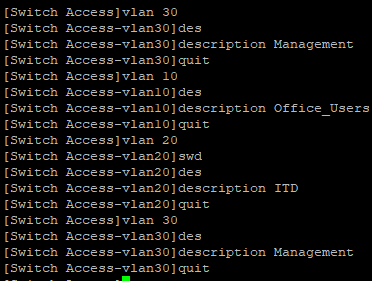 [Switch Access]vlan 30
[Switch Access-vlan30]des
[Switch Access-vlan30]description Management
[Switch Access-vlan30]quit
[Switch Access]vlan 10
[Switch Access-vlan10]des
[Switch Access-vlan10]description Office_Users
[Switch Access-vlan10]quit
[Switch Access]vlan 20
[Switch Access-vlan20]swd
[Switch Access-vlan20]des
[Switch Access-vlan20]description ITD
[Switch Access-vlan20]quit
[Switch Access]vlan 30
[Switch Access-vlan30]des
[Switch Access-vlan30]description Management
[Switch Access-vlan30]quit